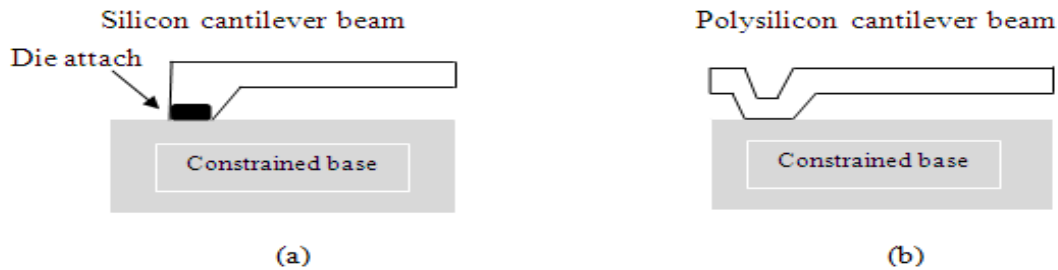 Silicon cantilever beam
Die attach
Constrained base
(a)
Polysilicon cantilever beam
Constrained base
(b)